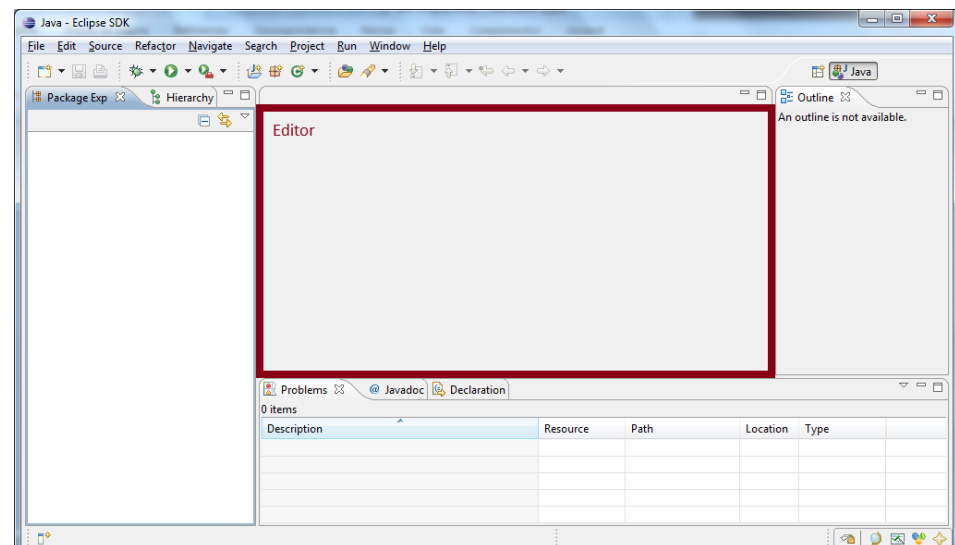 Java - Eclipse SDK
File Edit Source Refactor Navigate Search Project Run Window Help
Java
Package Exp Hierarchy
Outline
An outline is not available.
Editor
Problems @ Javadoc Declaration
0 items
Description Resource Path Location Type